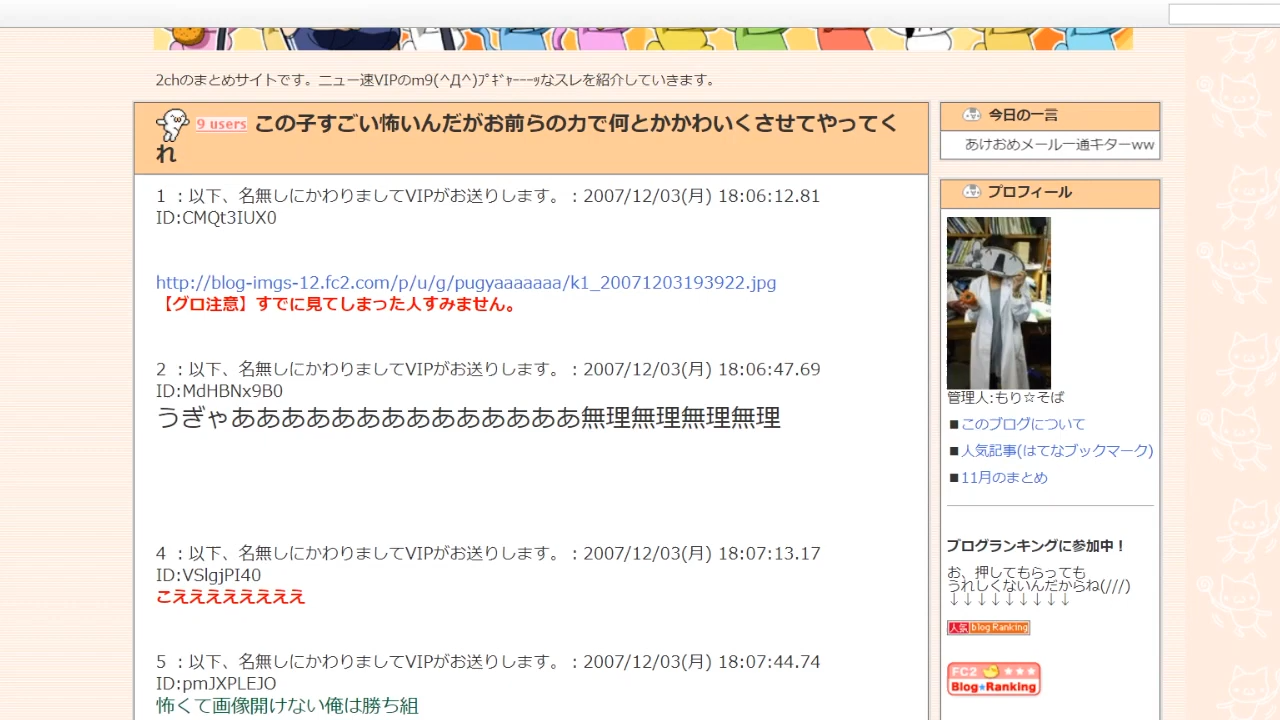 2chのまとめサイトです。ニュー速VIPのm9(^Д^)ﾌﾟｷﾞｬｰｰｰｯなスレを紹介していきます。
9 users この子すごい怖いんだがお前らの力で何とかかわいくさせてやってく
れ
1 ：以下、名無しにかわりましてVIPがお送りします。：2007/12/03(月) 18:06:12.81
ID:CMQt3IUX0
http://blog-imgs-12.fc2.com/p/u/g/pugyaaaaaaa/k1_20071203193922.jpg
【グロ注意】すでに見てしまった人すみません。
2 ：以下、名無しにかわりましてVIPがお送りします。：2007/12/03(月) 18:06:47.69
ID:MdHBNx9B0
うぎゃああああああああああああああ無理無理無理無理
4 ：以下、名無しにかわりましてVIPがお送りします。：2007/12/03(月) 18:07:13.17
ID:VSlgjPI40
こえええええええええ
5 ：以下、名無しにかわりましてVIPがお送りします。：2007/12/03(月) 18:07:44.74
ID:pmJXPLEJO
怖くて画像開けない俺は勝ち組
今日の一言
あけおめメール一通キターww
プロフィール
管理人:もり☆そば
■このブログについて
■人気記事(はてなブックマーク)
■11月のまとめ
ブログランキングに参加中！
お、押してもらっても
うれしくないんだからね(///)
↓↓↓↓↓↓↓↓↓
人気 blog Ranking
FC2 ★★★
Blog★Ranking